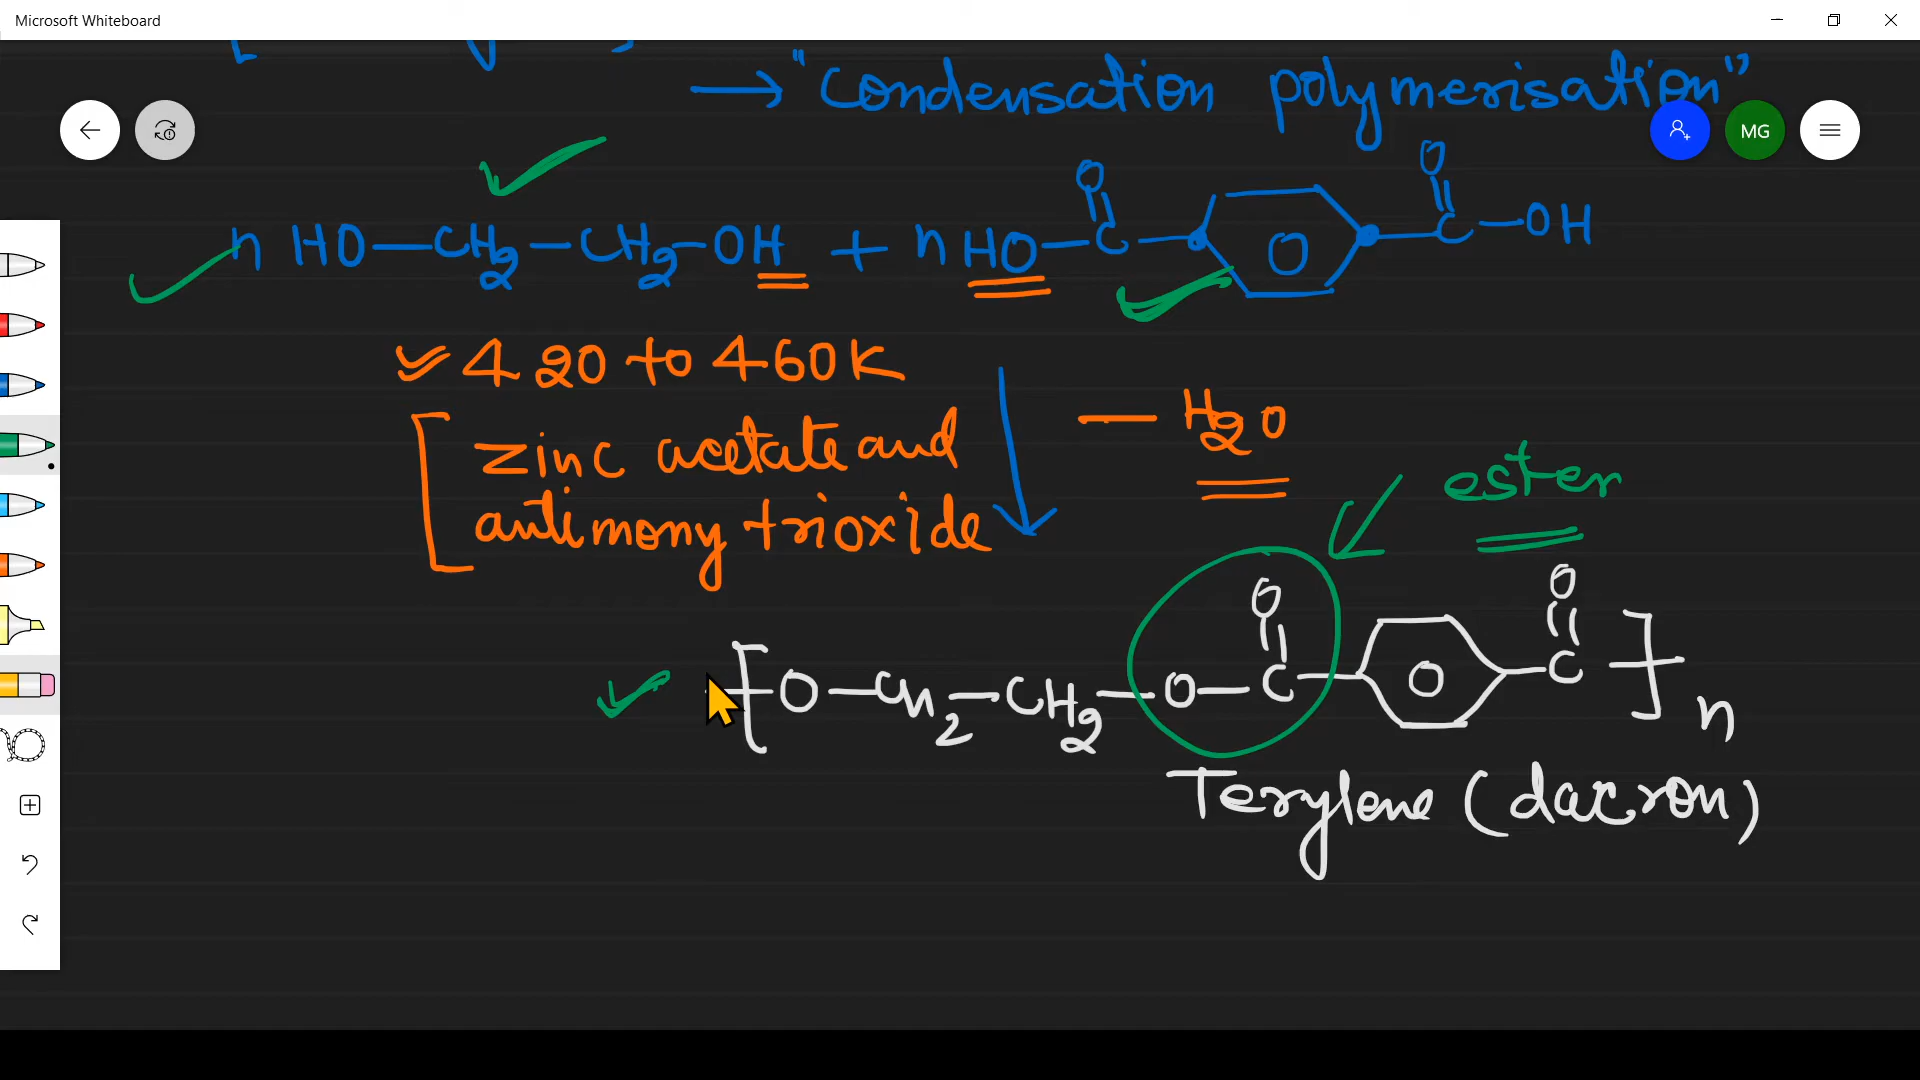 Microsoft Whiteboard
→ "Condensation polymerisation"
MG
n HO—CH2—CH2—OH + n HO—C(=O)—⌬—C(=O)—OH
420 to 460K
— H2O
zinc acetate and
antimony trioxide
ester
[O—CH2—CH2—O—C(=O)—⌬—C(=O)]n
Terylene (dacron)